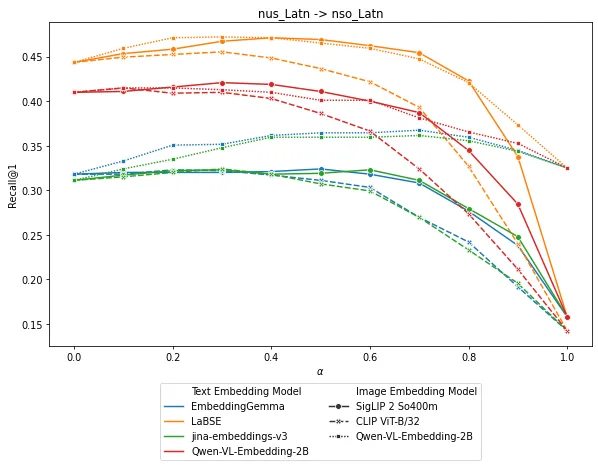 nus_Latn -> nso_Latn
Recall@1
0.45
0.40
0.35
0.30
0.25
0.20
0.15
0.0 0.2 0.4 0.6 0.8 1.0
α
Text Embedding Model Image Embedding Model
EmbeddingGemma SigLIP 2 So400m
LaBSE CLIP ViT-B/32
jina-embeddings-v3 Qwen-VL-Embedding-2B
Qwen-VL-Embedding-2B